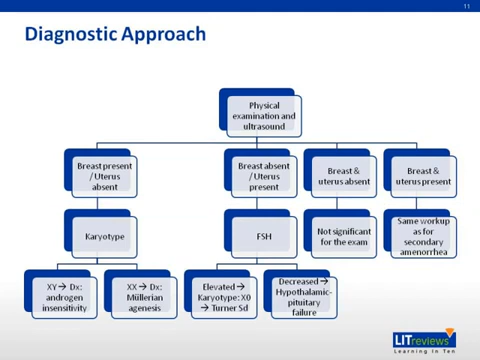 11
Diagnostic Approach
Physical
examination and
ultrasound
Breast present
/ Uterus
absent
Breast absent
/ Uterus
present
Breast &
uterus absent
Breast &
uterus present
Karyotype
FSH
Not significant
for the exam
Same workup
as for
secondary
amenorrhea
XY → Dx:
androgen
insensitivity
XX → Dx:
Müllerian
agenesis
Elevated →
Karyotype: X0
→ Turner Sd
Decreased →
Hypothalamic-
pituitary
failure
LITreviews
Learning In Ten